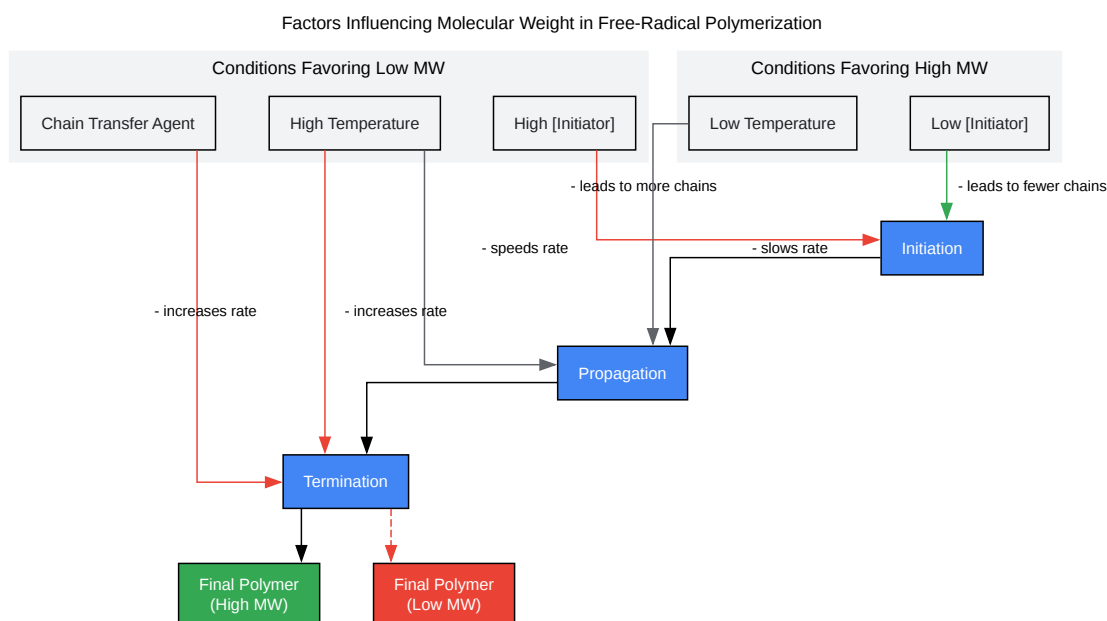 Factors Influencing Molecular Weight in Free-Radical Polymerization
Conditions Favoring Low MW
Conditions Favoring High MW
Chain Transfer Agent
High Temperature
High [Initiator]
Low Temperature
Low [Initiator]
- leads to more chains
- leads to fewer chains
- speeds rate
- slows rate
Initiation
- increases rate
- increases rate
Propagation
Termination
Final Polymer
(High MW)
Final Polymer
(Low MW)